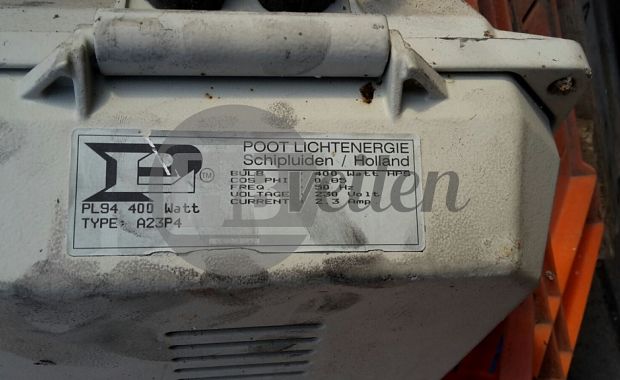 POOT LICHTENERGIE
Schipluiden / Holland
BULB : 400 Watt HPS
COS PHI : 0.85
FREQ. : 50 Hz
VOLTAGE : 230 Volt
CURRENT : 2.3 Amp
TM
PL94 400 Watt
TYPE: A23P4